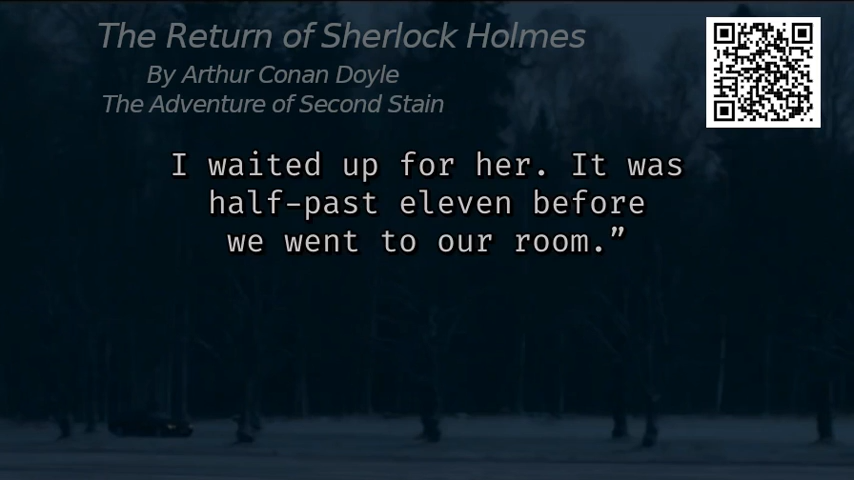 The Return of Sherlock Holmes
By Arthur Conan Doyle
The Adventure of Second Stain
I waited up for her. It was
half-past eleven before
we went to our room.”